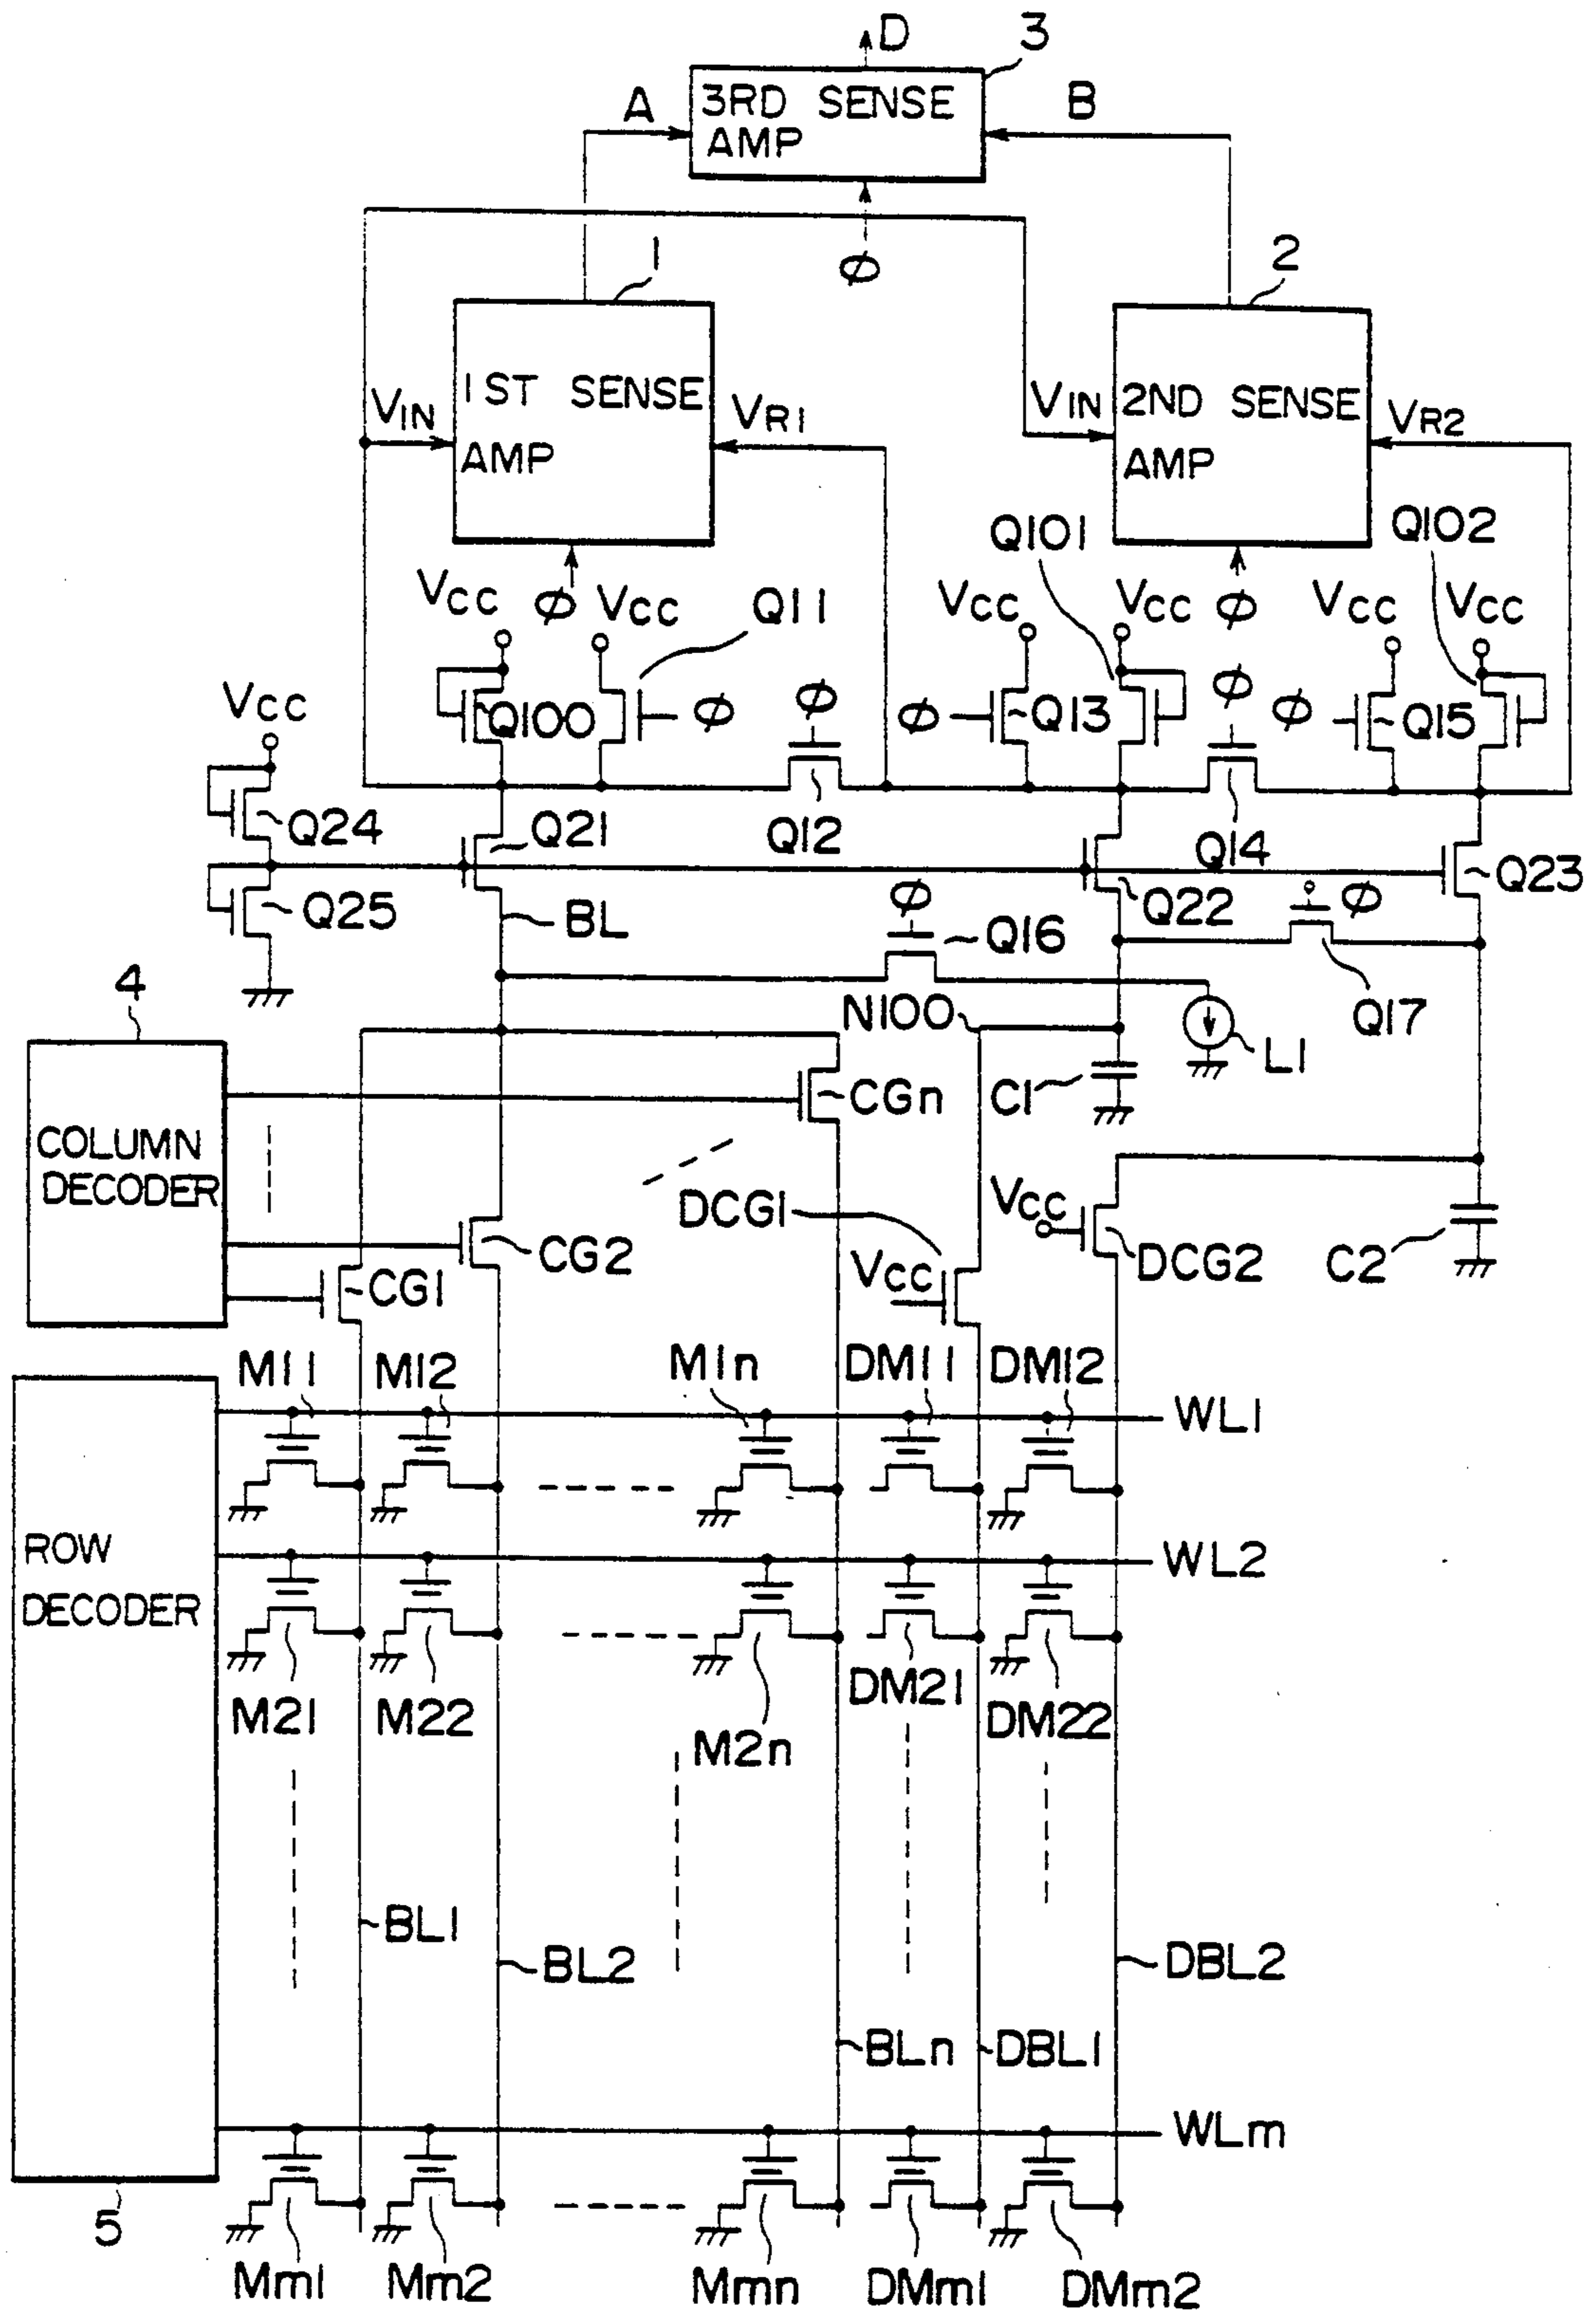 D
3
A
3RD SENSE
AMP
B
Ø
1
2
VIN
1ST SENSE
AMP
VR1
VIN
2ND SENSE
AMP
VR2
Q101
Q102
VCC
Ø
VCC
Q11
VCC
VCC
Ø
VCC
VCC
VCC
Q100
Ø
Ø
Ø
Q13
Ø
Ø
Q15
Q24
Q21
Q12
Q14
Q23
Q25
BL
Ø
Q16
Q22
Ø
4
N100
Q17
L1
C1
CGn
COLUMN
DECODER
DCG1
VCC
CG2
DCG2
C2
CG1
VCC
M11
M12
M1n
DM11
DM12
WL1
ROW
DECODER
WL2
M21
M22
M2n
DM21
DM22
BL1
BL2
DBL2
BLn
DBL1
WLm
5
Mm1
Mm2
Mmn
DMm1
DMm2